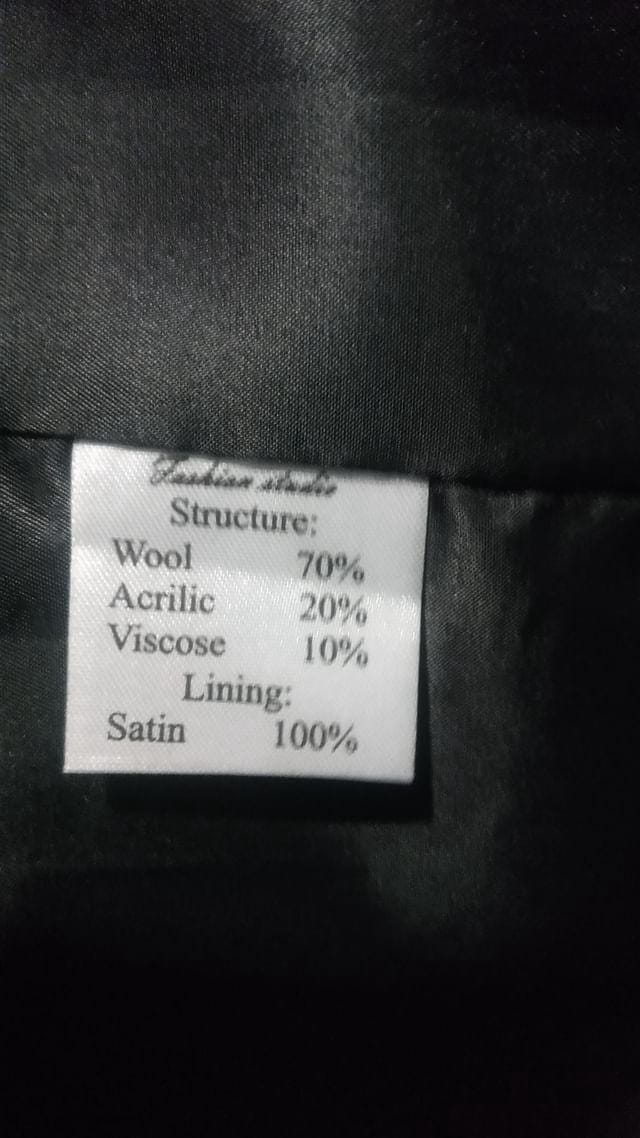 Fashion studio
Structure:
Wool 70%
Acrilic 20%
Viscose 10%
Lining:
Satin 100%